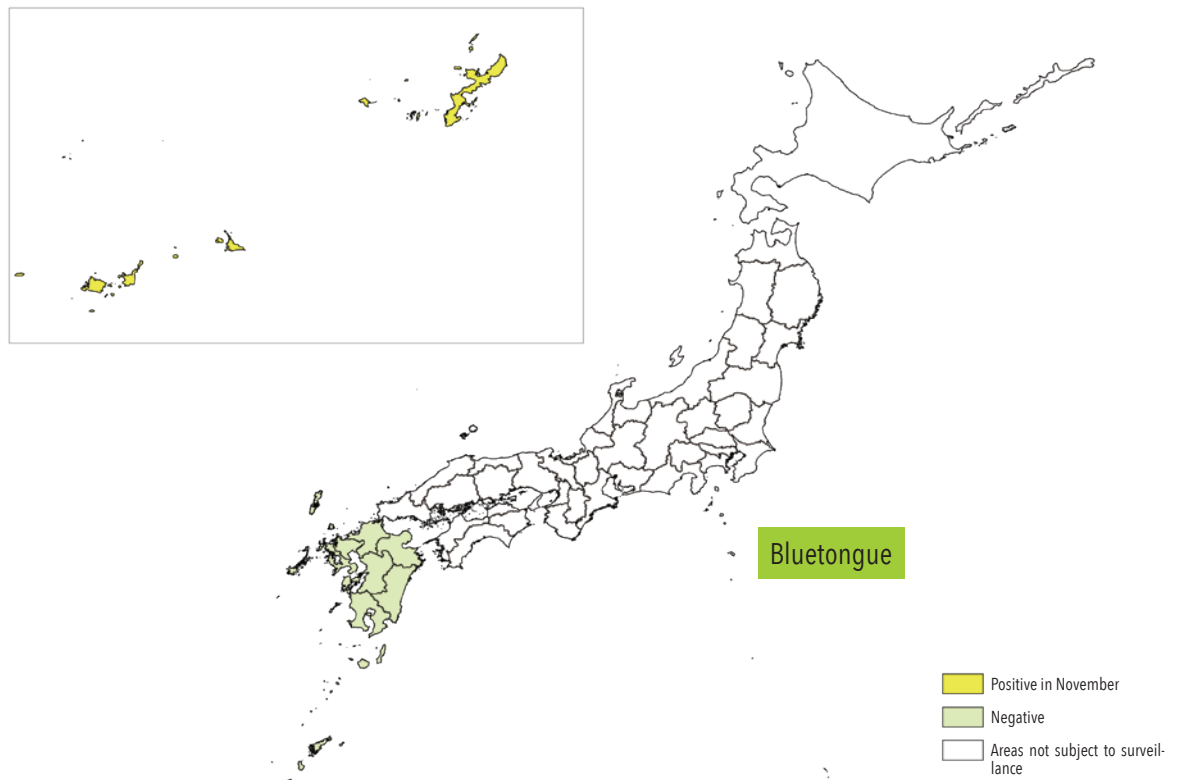 Bluetongue
Positive in November
Negative
Areas not subject to surveil-
lance